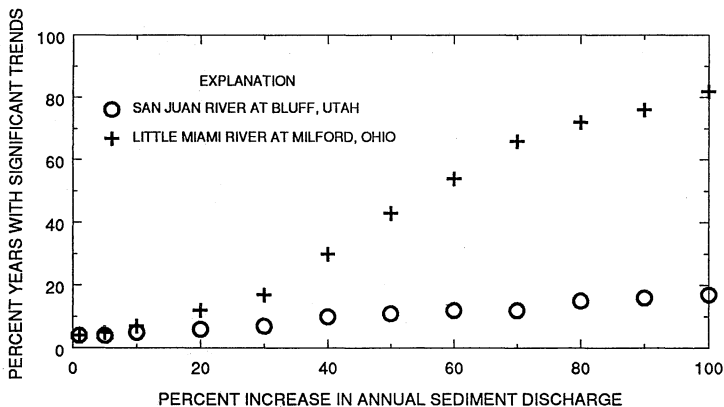 PERCENT YEARS WITH SIGNIFICANT TRENDS
100
80
60
40
20
0
EXPLANATION
SAN JUAN RIVER AT BLUFF, UTAH
LITTLE MIAMI RIVER AT MILFORD, OHIO
0 20 40 60 80 100
PERCENT INCREASE IN ANNUAL SEDIMENT DISCHARGE